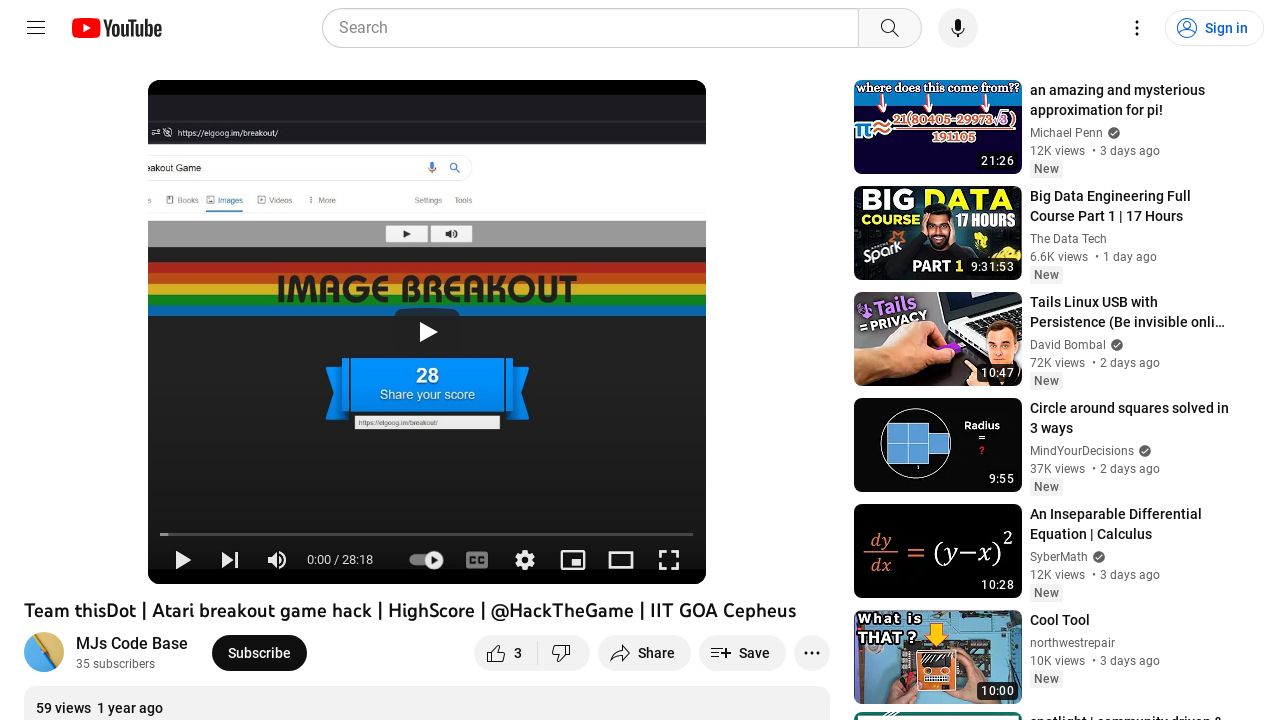 YouTube
Search
Sign in
https://elgoog.im/breakout/
eakout Game
Books
Images
Videos
More
Settings
Tools
IMAGE BREAKOUT
28
Share your score
https://elgoog.im/breakout/
0:00 / 28:18
CC
Team thisDot | Atari breakout game hack | HighScore | @HackTheGame | IIT GOA Cepheus
MJs Code Base
35 subscribers
Subscribe
3
Share
Save
59 views 1 year ago
where does this come from??
π≈ 21(80405-29973√5)
191105
21:26
an amazing and mysterious
approximation for pi!
Michael Penn
12K views • 3 days ago
New
BIG DATA
COURSE 17 HOURS
Spark
PART 1
9:31:53
Big Data Engineering Full
Course Part 1 | 17 Hours
The Data Tech
6.6K views • 1 day ago
New
Tails
= PRIVACY
10:47
Tails Linux USB with
Persistence (Be invisible onli…
David Bombal
72K views • 2 days ago
New
Radius
=
?
1
9:55
Circle around squares solved in
3 ways
MindYourDecisions
37K views • 2 days ago
New
dy/dx = (y−x)²
10:28
An Inseparable Differential
Equation | Calculus
SyberMath
12K views • 3 days ago
New
What is
THAT ?
10:00
Cool Tool
northwestrepair
10K views • 3 days ago
New